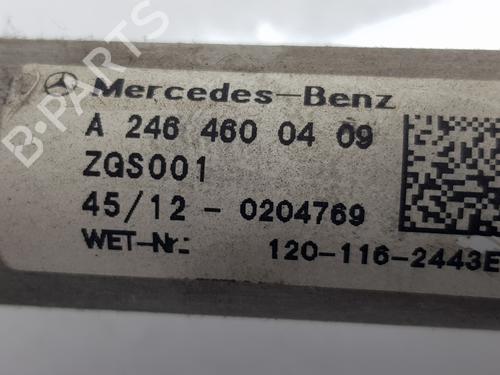 Mercedes-Benz
A 246 460 04 09
ZGS001
45/12 - 0204769
WET-Nr.: 120-116-2443E
B-PARTS